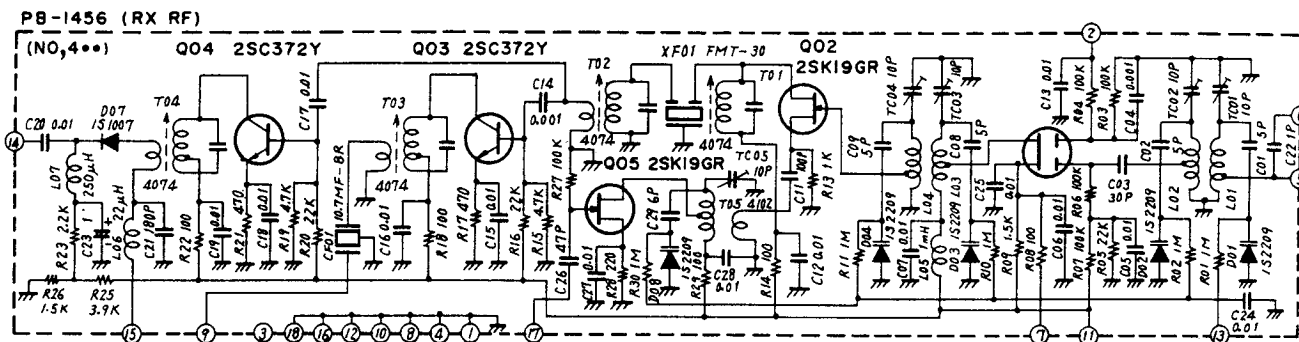 PB-1456 (RX RF)
(NO,4●●)
Q04 2SC372Y
Q03 2SC372Y
XF01 FMT-30
Q02
2SK19GR
T02
T01
TC04 10P
TC03
10P
C13 0.01
R04 100K
R03
100K
C04 0.001
TC02 10P
TC01
10P
C20 0.01
D07
1S1007
T04
C17 0.01
T03
C14
0.001
14
2
L07
250μH
4074
4074
4074
4074
R27 100K
Q05 2SK19GR
TC05
10P
C11 100P
R13 1K
C09
5P
C08
5P
C02
5P
C01 5P
C22 1P
R23 2.2K
C23 1
L06 22μH
C21 180P
R22 100
C19 0.01
R21 470
C18 0.01
R19 4.7K
R20 22K
CF01
10.7MF-8R
C16 0.01
R18 100
R17 470
C15 0.01
R16 22K
R15 4.7K
C26 47P
C27 0.01
R28 220
R30 1M
C29 6P
D08
1S2209
R29 100
T05 4102
C28
0.01
R14 100
C12 0.01
R11 1M
D04
1S2209
C07 0.01
L05 1mH
L04
L03
D03
1S2209
R10 1M
C25
0.01
R09 1.5K
R08 100
C06 0.01
R06 100K
R07 100K
R05 22K
C05 0.01
C03
30P
D02
1S2209
R02 1M
L02
L01
R01 1M
D01
1S2209
R26
1.5K
R25
3.9K
C24
0.01
15
9
3
18
16
12
10
8
4
1
17
7
11
13